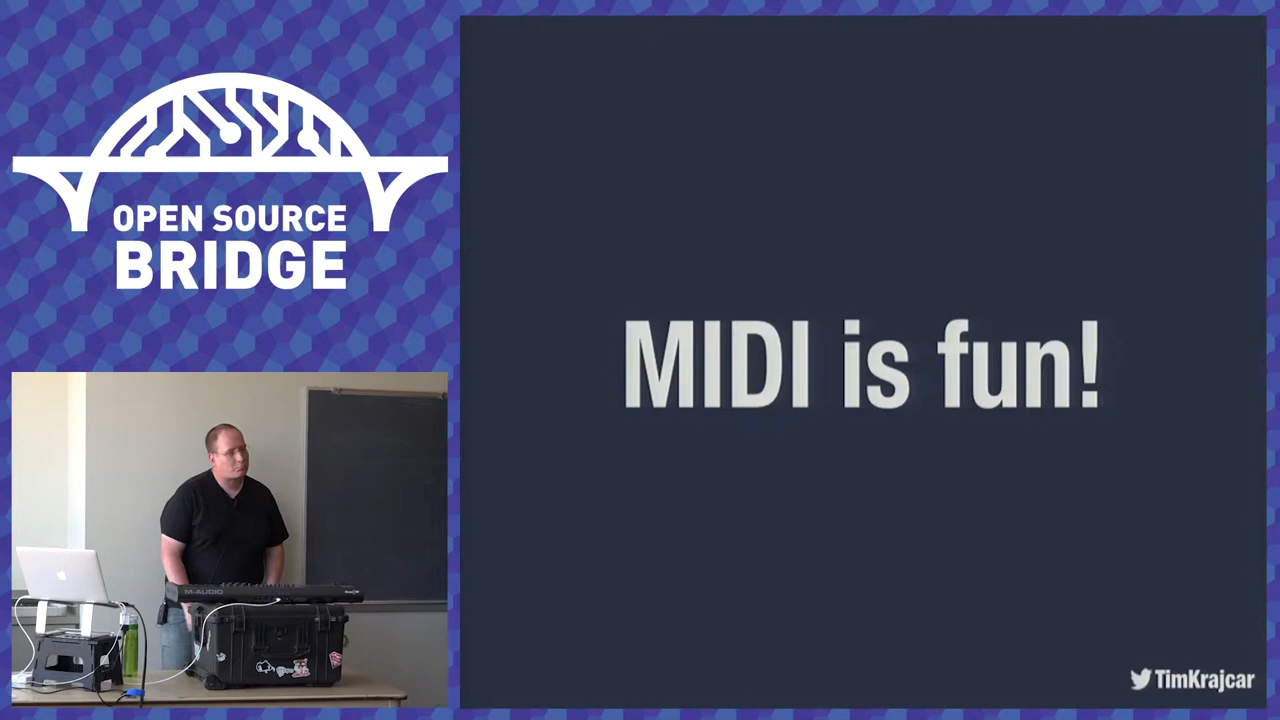 OPEN SOURCE
BRIDGE
MIDI is fun!
M-AUDIO
TimKrajcar